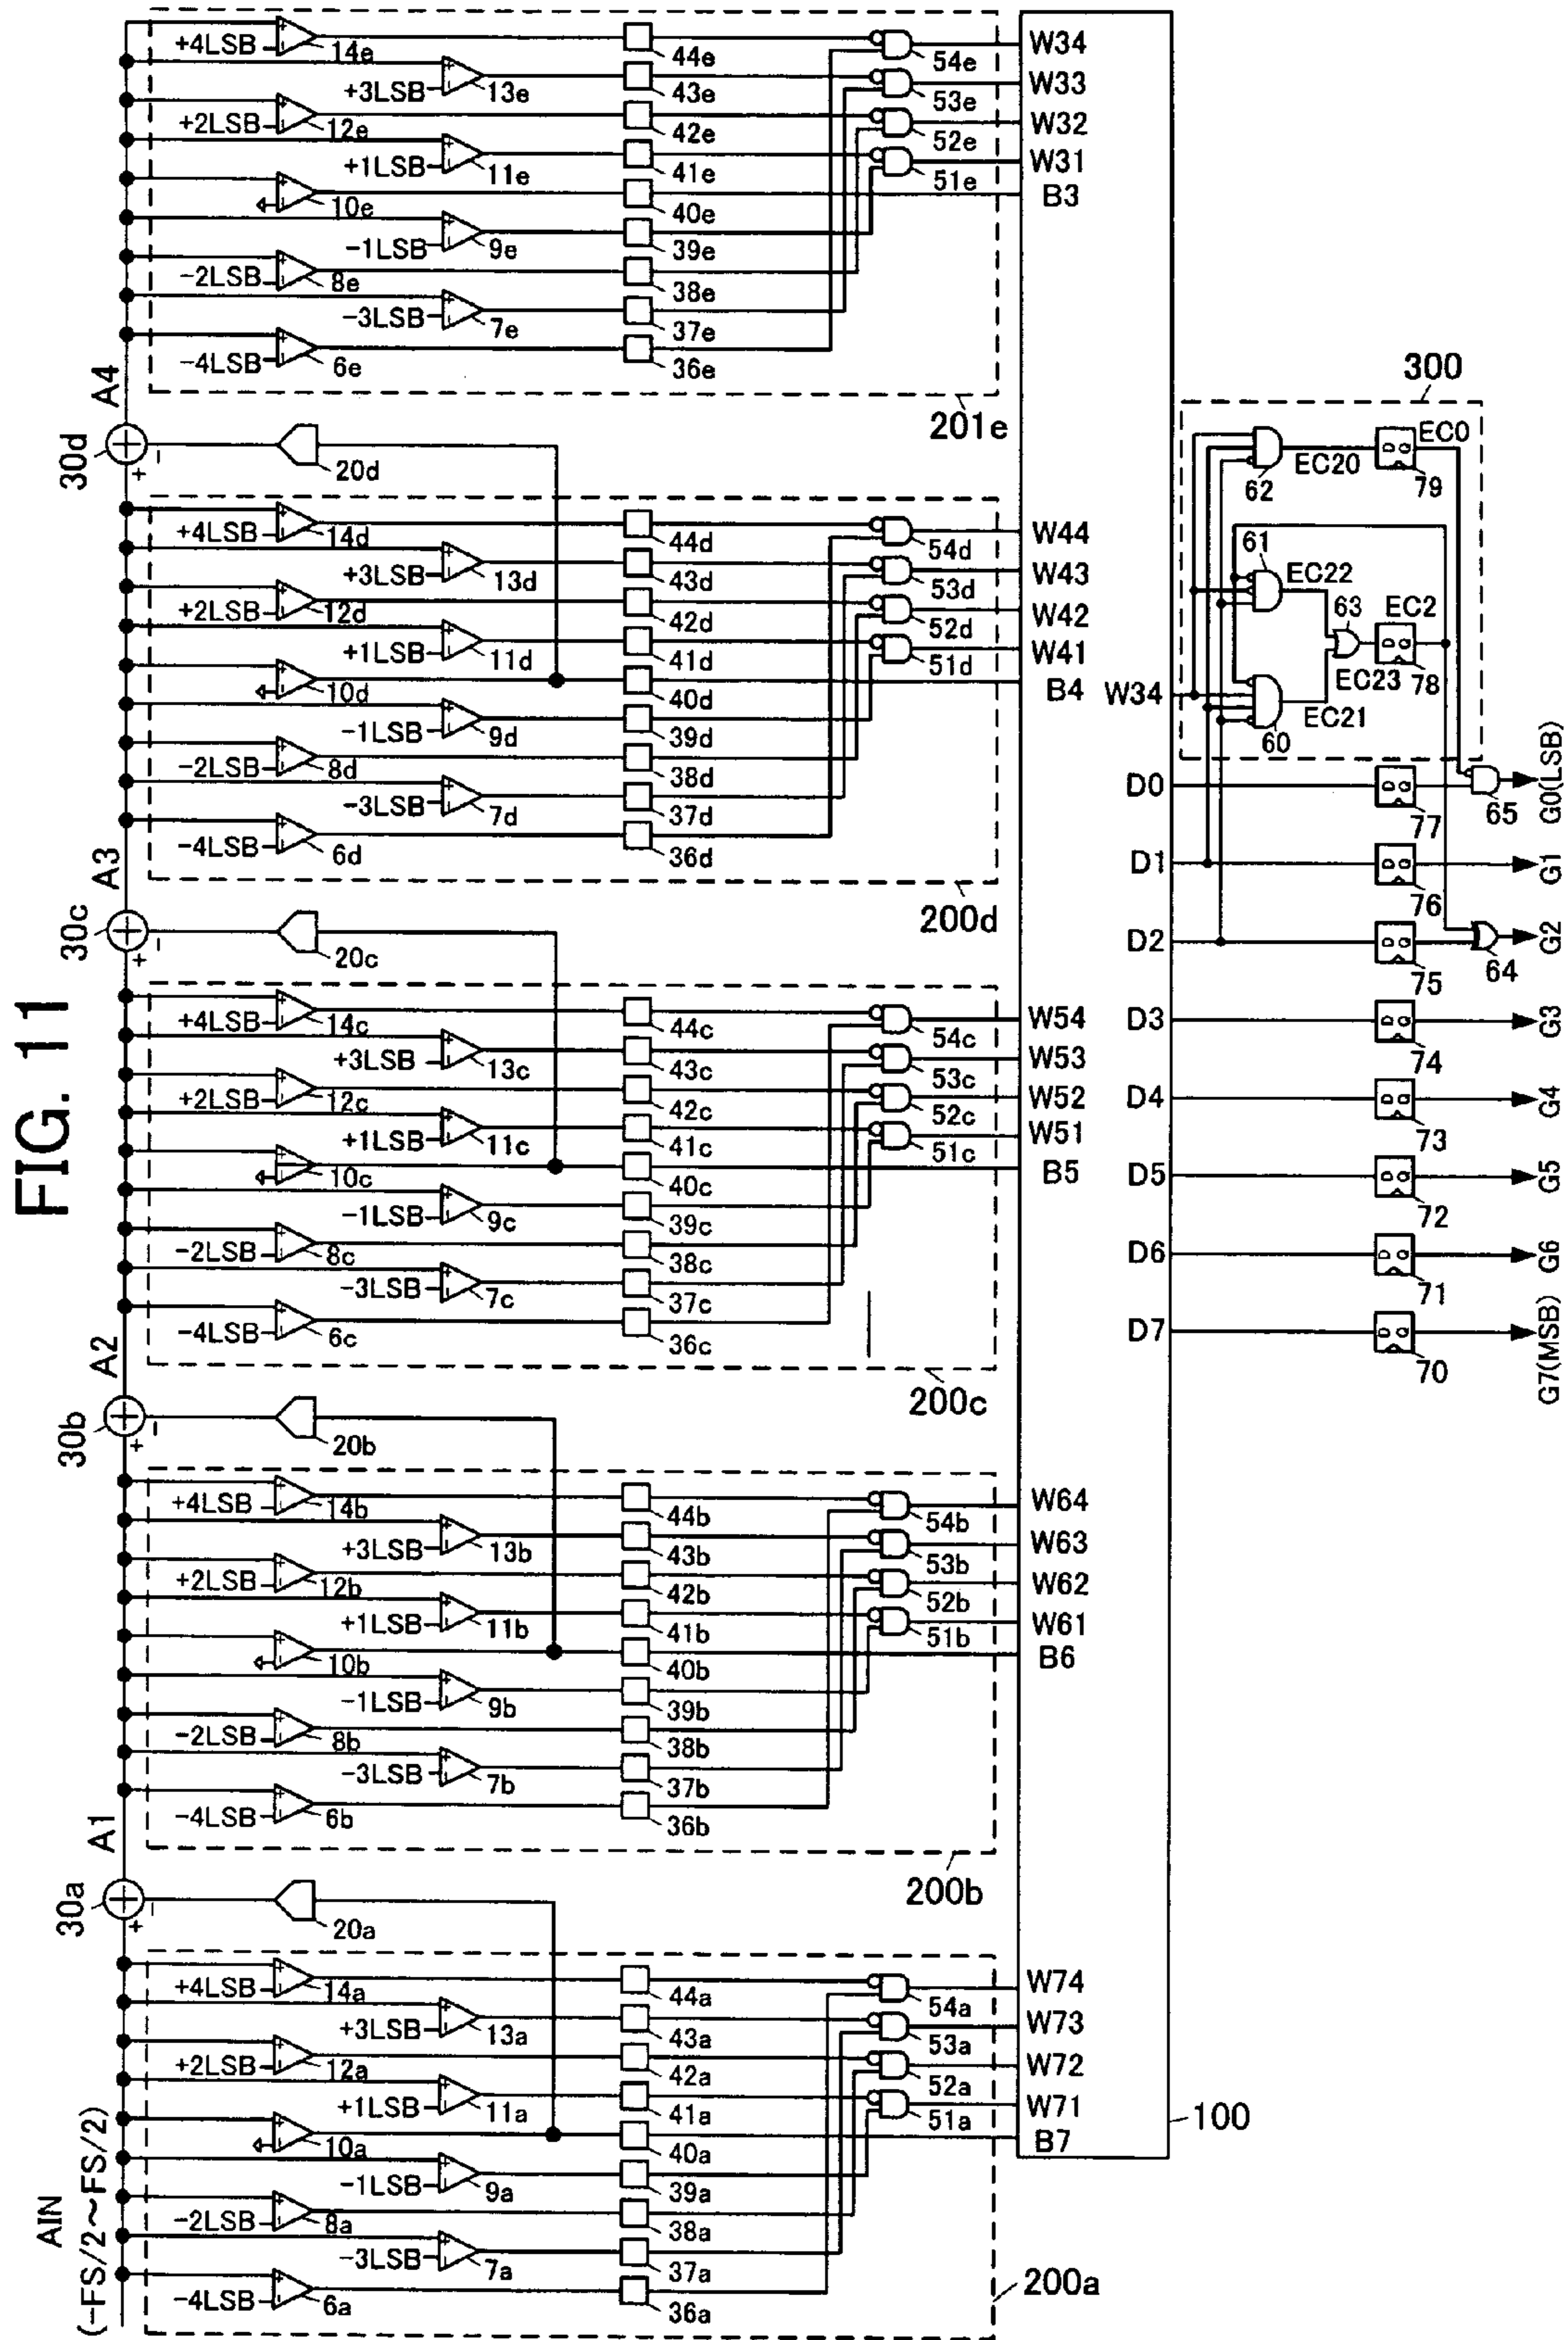 FIG. 11
AIN
(-FS/2~FS/2)
A1
A2
A3
A4
30a
30b
30c
30d
20a
20b
20c
20d
+4LSB
14e
44e
54e
W34
+3LSB
13e
43e
53e
W33
+2LSB
12e
42e
52e
W32
+1LSB
11e
41e
51e
W31
10e
40e
B3
-1LSB
9e
39e
-2LSB
8e
38e
-3LSB
7e
37e
-4LSB
6e
36e
201e
+4LSB
14d
44d
54d
W44
+3LSB
13d
43d
53d
W43
+2LSB
12d
42d
52d
W42
+1LSB
11d
41d
51d
W41
10d
40d
B4
-1LSB
9d
39d
-2LSB
8d
38d
-3LSB
7d
37d
-4LSB
6d
36d
200d
+4LSB
14c
44c
54c
W54
+3LSB
13c
43c
53c
W53
+2LSB
12c
42c
52c
W52
+1LSB
11c
41c
51c
W51
10c
40c
B5
-1LSB
9c
39c
-2LSB
8c
38c
-3LSB
7c
37c
-4LSB
6c
36c
200c
+4LSB
14b
44b
54b
W64
+3LSB
13b
43b
53b
W63
+2LSB
12b
42b
52b
W62
+1LSB
11b
41b
51b
W61
10b
40b
B6
-1LSB
9b
39b
-2LSB
8b
38b
-3LSB
7b
37b
-4LSB
6b
36b
200b
+4LSB
14a
44a
54a
W74
+3LSB
13a
43a
53a
W73
+2LSB
12a
42a
52a
W72
+1LSB
11a
41a
51a
W71
10a
40a
B7
-1LSB
9a
39a
-2LSB
8a
38a
-3LSB
7a
37a
-4LSB
6a
36a
200a
100
300
62
EC20
D Q
79
EC0
61
EC22
63
EC2
D Q
78
EC23
EC21
60
W34
D0
D Q
77
65
G0(LSB)
D1
D Q
76
G1
D2
D Q
75
64
G2
D3
D Q
74
G3
D4
D Q
73
G4
D5
D Q
72
G5
D6
D Q
71
G6
D7
D Q
70
G7(MSB)